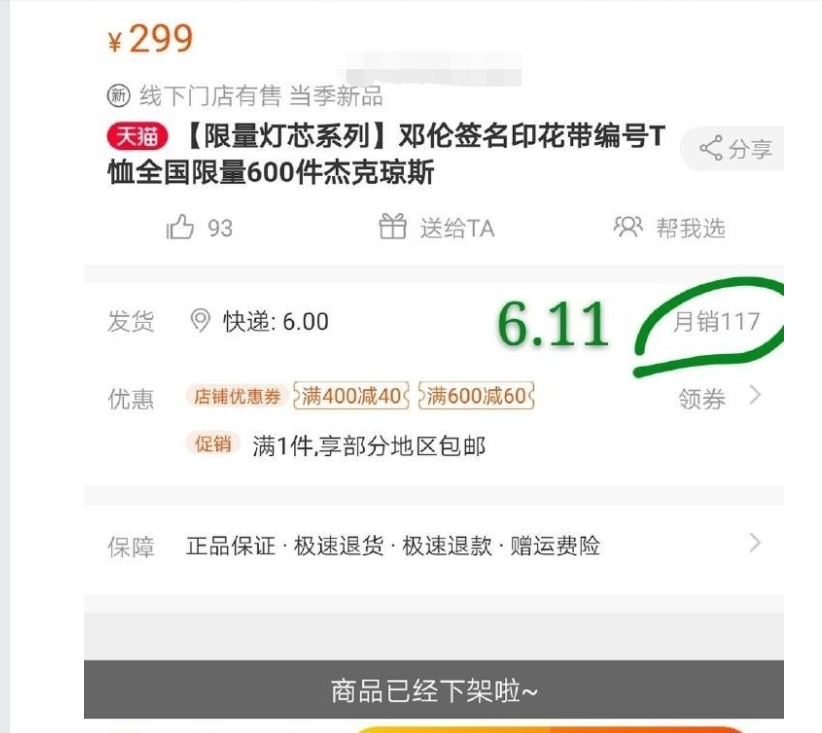 ¥299
新 线下门店有售 当季新品
天猫 【限量灯芯系列】邓伦签名印花带编号T
恤全国限量600件杰克琼斯
分享
93 送给TA 帮我选
发货 快递: 6.00 6.11 月销117
优惠 店铺优惠券 满400减40 满600减60 领券
促销 满1件,享部分地区包邮
保障 正品保证 · 极速退货 · 极速退款 · 赠运费险
商品已经下架啦~